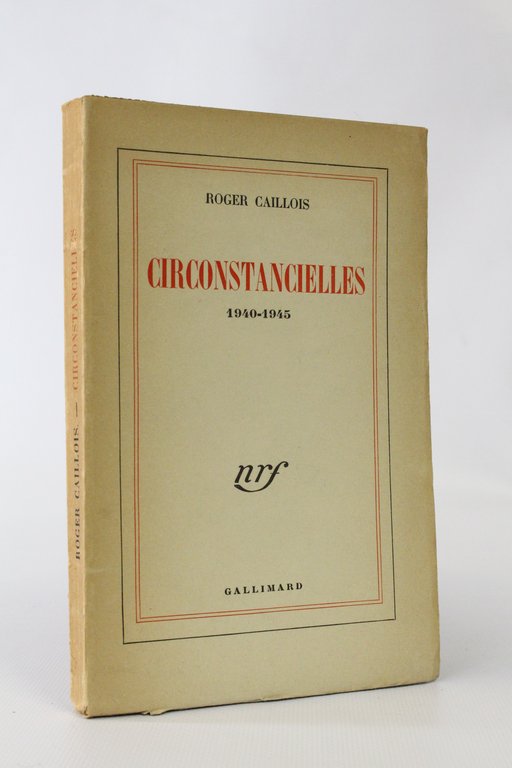 ROGER CAILLOIS
CIRCONSTANCIELLES
1940-1945
nrf
GALLIMARD
ROGER CAILLOIS — CIRCONSTANCIELLES